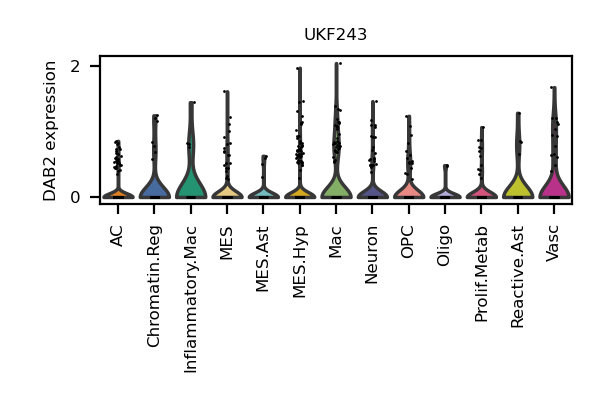 UKF243
DAB2 expression
2
0
AC
Chromatin.Reg
Inflammatory.Mac
MES
MES.Ast
MES.Hyp
Mac
Neuron
OPC
Oligo
Prolif.Metab
Reactive.Ast
Vasc